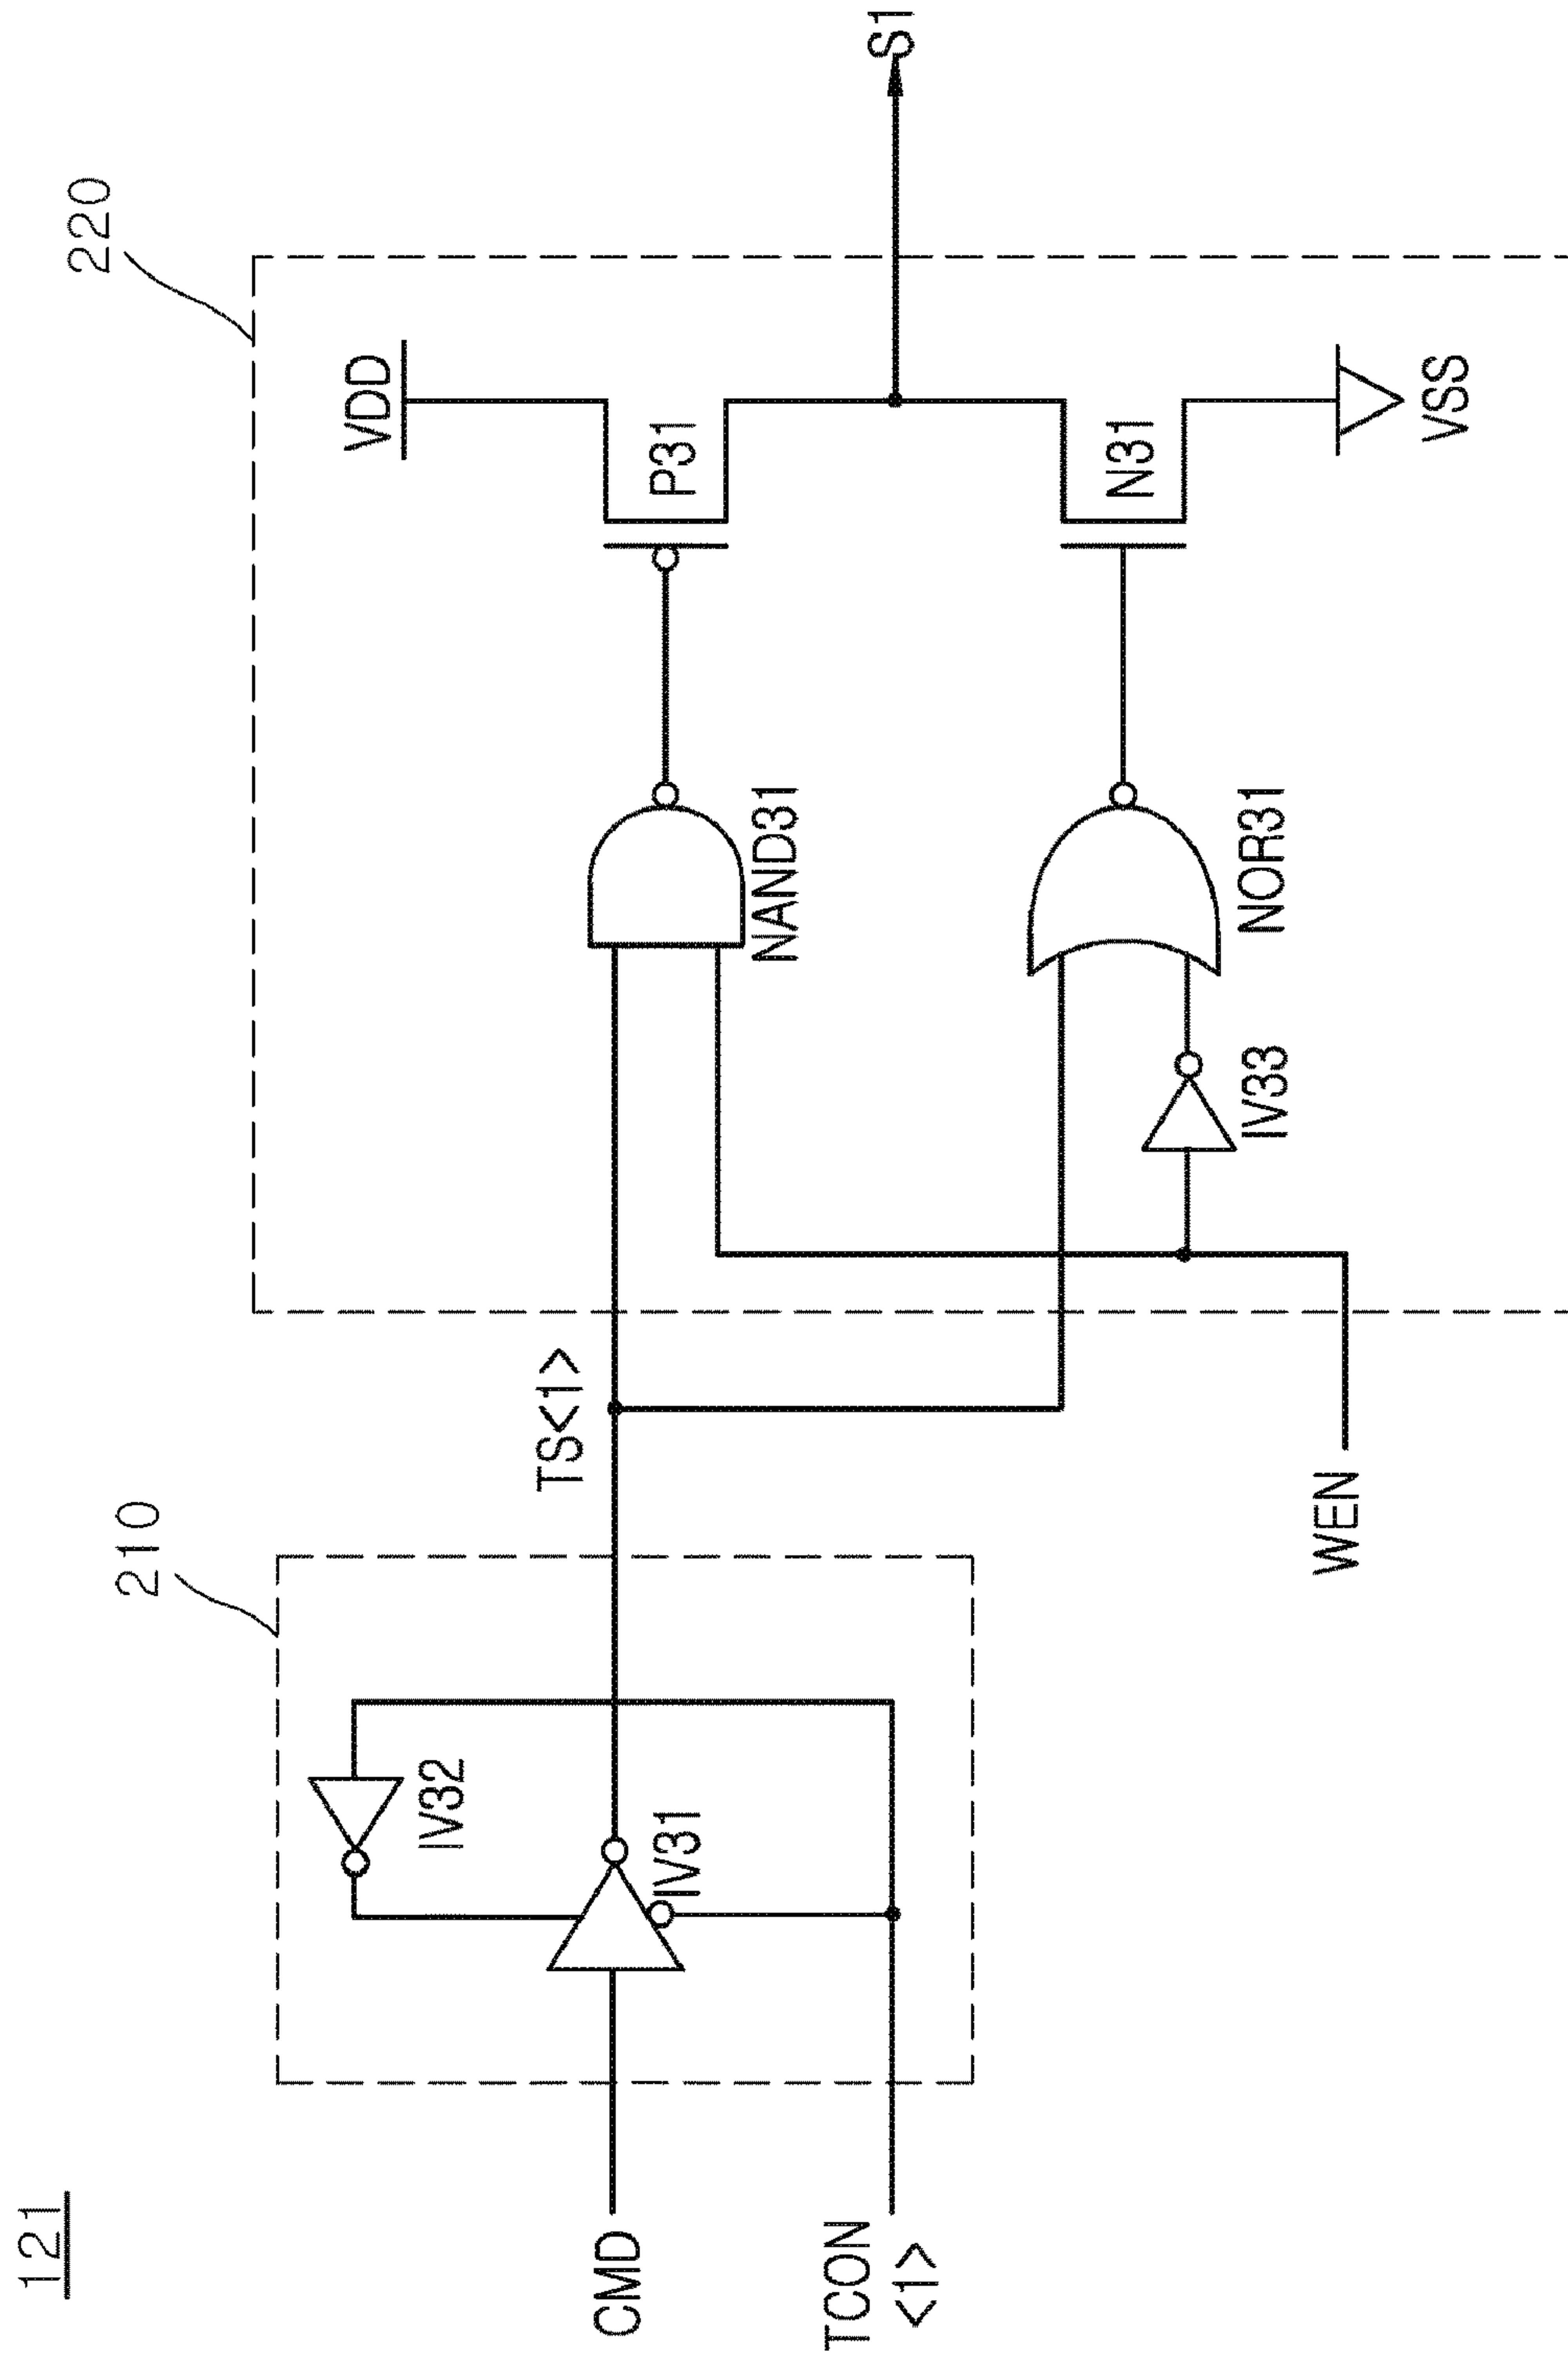 121
210
220
CMD
TCON
<1>
IV32
IV31
TS<1>
WEN
VDD
P31
NAND31
S1
N31
NOR31
IV33
VSS